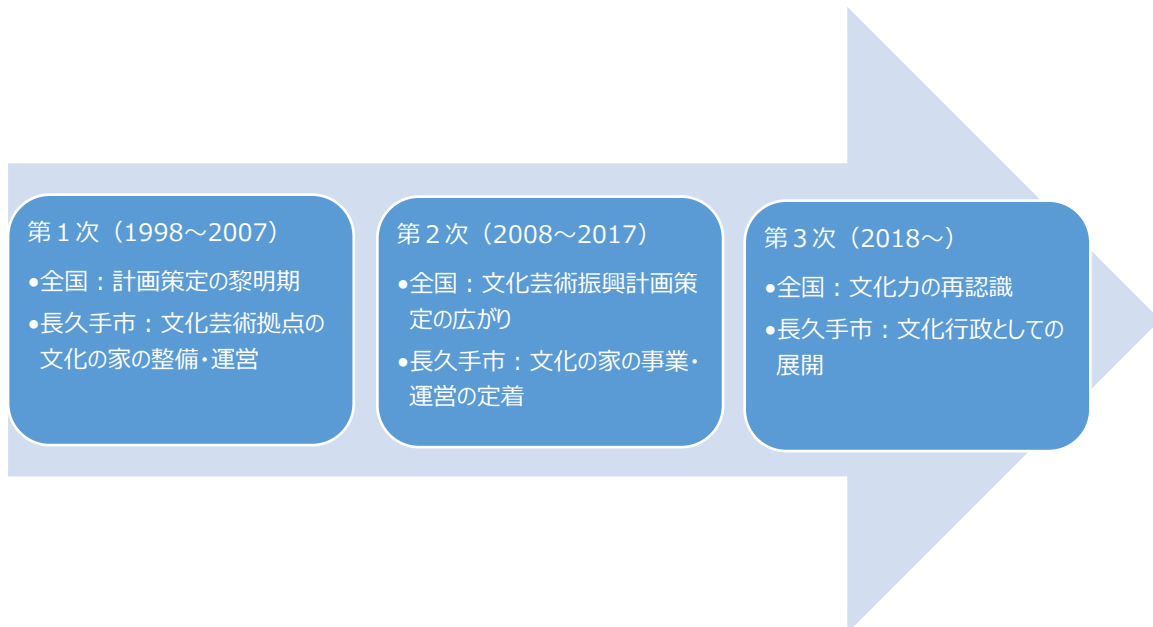 第１次（1998～2007）
•全国：計画策定の黎明期
•長久手市：文化芸術拠点の
文化の家の整備・運営
第２次（2008～2017）
•全国：文化芸術振興計画策
定の広がり
•長久手市：文化の家の事業・
運営の定着
第３次（2018～）
•全国：文化力の再認識
•長久手市：文化行政としての
展開